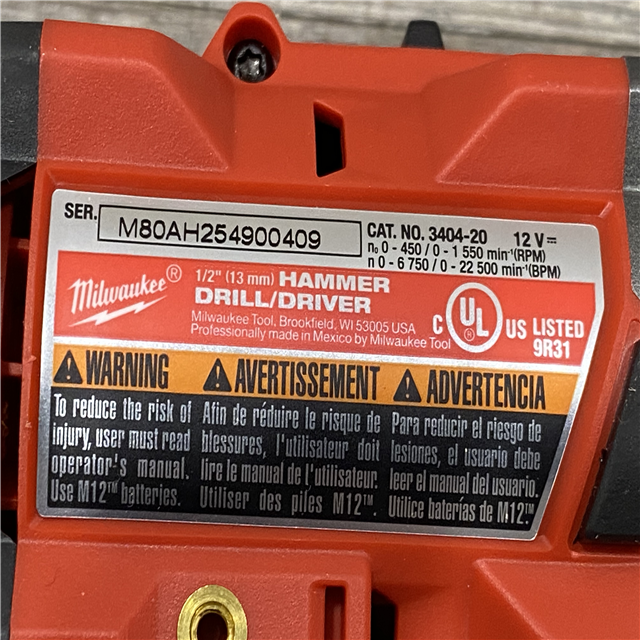 SER. M80AH254900409
CAT. NO. 3404-20 12 V⎓
n₀ 0 - 450 / 0 - 1 550 min⁻¹(RPM)
n 0 - 6 750 / 0 - 22 500 min⁻¹(BPM)
Milwaukee®
1/2" (13 mm) HAMMER
DRILL/DRIVER
Milwaukee Tool, Brookfield, WI 53005 USA
Professionally made in Mexico by Milwaukee Tool
C UL US LISTED
9R31
WARNING
To reduce the risk of
injury, user must read
operator's manual.
Use M12™ batteries.
AVERTISSEMENT
Afin de réduire le risque de
blessures, l'utilisateur doit
lire le manual de l'utilisateur.
Utiliser des piles M12™.
ADVERTENCIA
Para reducir el riesgo de
lesiones, el usuario debe
leer el manual del usuario.
Utilice baterías de M12™.